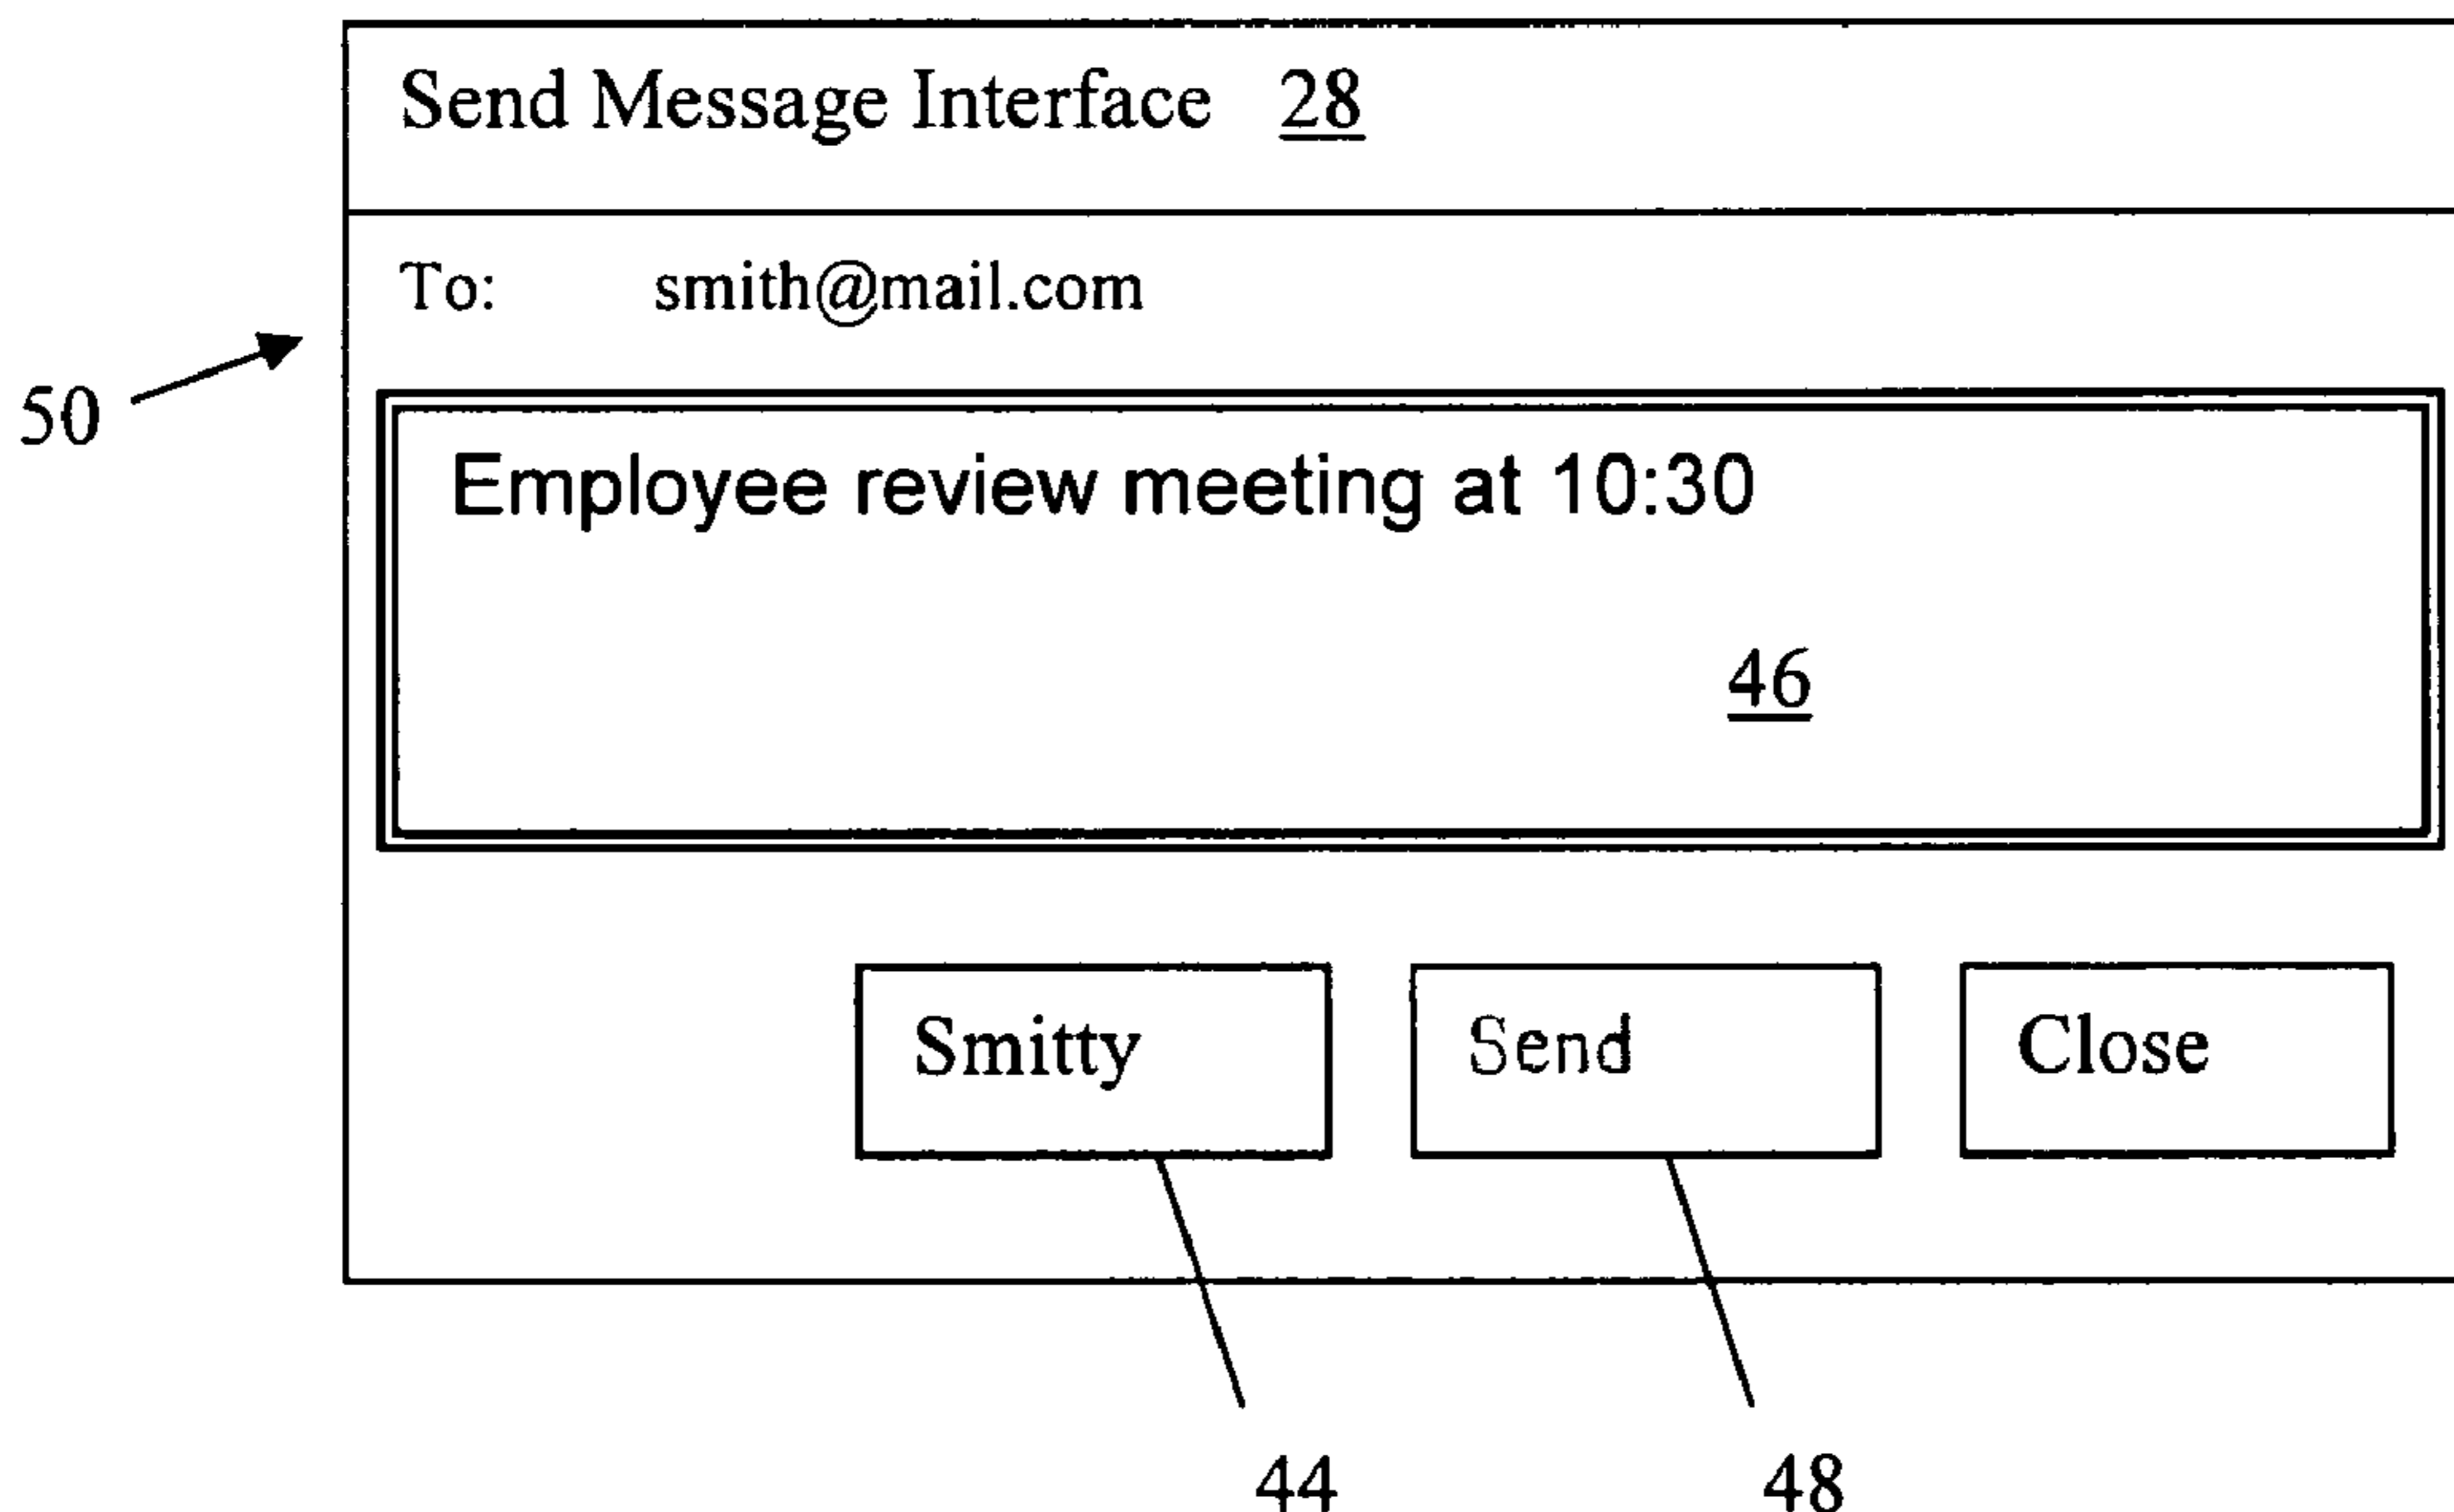 Send Message Interface 28
To: smith@mail.com
50
Employee review meeting at 10:30
46
Smitty Send Close
44 48